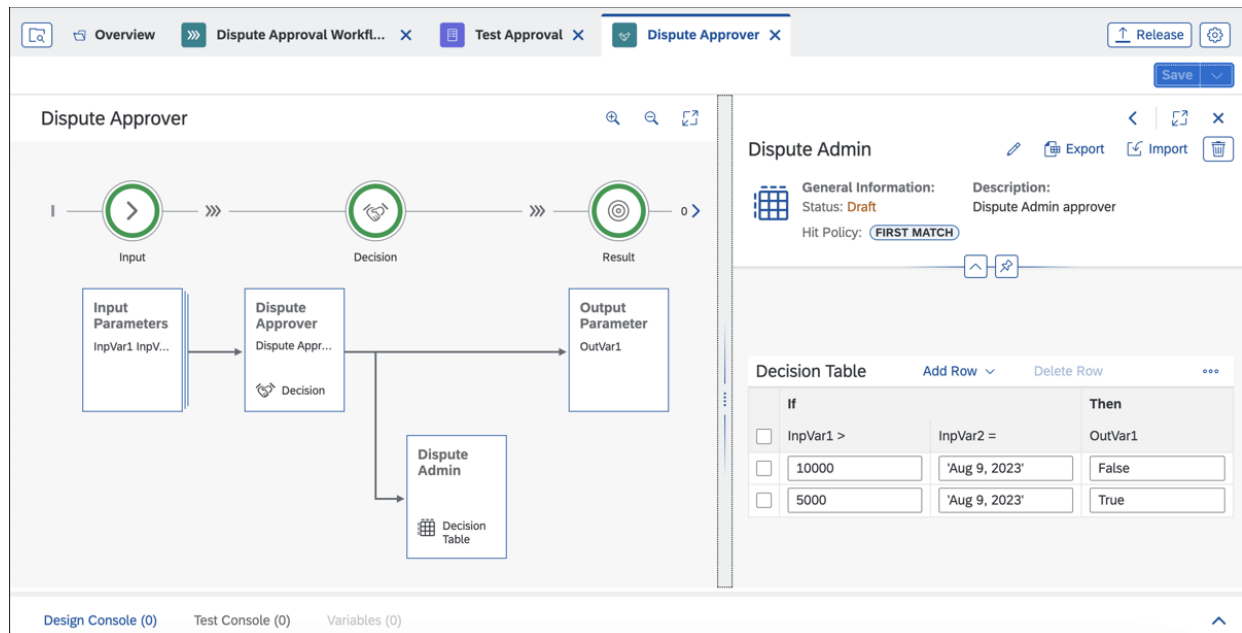 Overview
Dispute Approval Workfl...
Test Approval
Dispute Approver
Release
Save
Dispute Approver
Input
Decision
Result
0
Input
Parameters
InpVar1 InpV...
Dispute
Approver
Dispute Appr...
Decision
Output
Parameter
OutVar1
Dispute
Admin
Decision
Table
Dispute Admin
Export
Import
General Information:
Status: Draft
Hit Policy: FIRST MATCH
Description:
Dispute Admin approver
Decision Table
Add Row
Delete Row
If
Then
InpVar1 >
InpVar2 =
OutVar1
10000
'Aug 9, 2023'
False
5000
'Aug 9, 2023'
True
Design Console (0)
Test Console (0)
Variables (0)